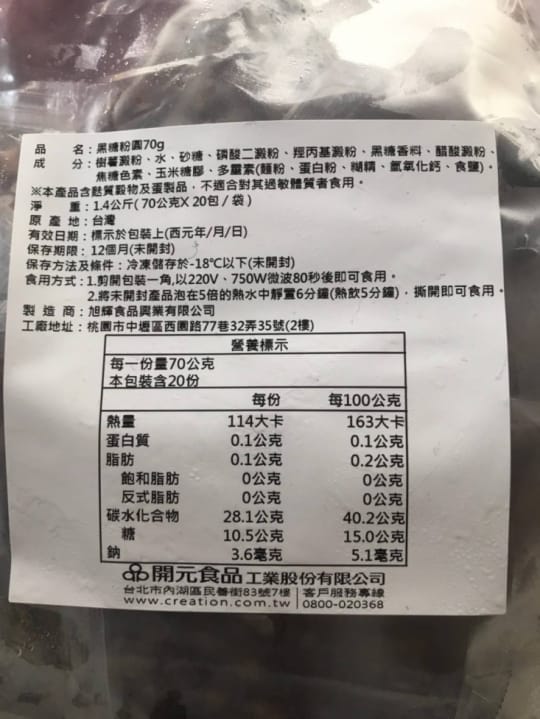 品　　名：黑糖粉圓70g
成　　分：樹薯澱粉、水、砂糖、磷酸二澱粉、羥丙基澱粉、黑糖香料、醋酸澱粉、
焦糖色素、玉米糖膠、多靈素(麵粉、蛋白粉、糊精、氫氧化鈣、食鹽)。
※本產品含麩質穀物及蛋製品，不適合對其過敏體質者食用。
淨　　重：1.4公斤(70公克X 20包／袋)
原 產 地：台灣
有效日期：標示於包裝上(西元年/月/日)
保存期限：12個月(未開封)
保存方法及條件：冷凍儲存於-18°C以下(未開封)
食用方式：1.剪開包裝一角,以220V、750W微波80秒後即可食用。
2.將未開封產品泡在5倍的熱水中靜置6分鐘(熱飲5分鐘)，撕開即可食用。
製 造 商：旭輝食品興業有限公司
工廠地址：桃園市中壢區西園路77巷32弄35號(2樓)
營養標示
每一份量70公克
本包裝含20份
每份　每100公克
熱量　114大卡　163大卡
蛋白質　0.1公克　0.1公克
脂肪　0.1公克　0.2公克
飽和脂肪　0公克　0公克
反式脂肪　0公克　0公克
碳水化合物　28.1公克　40.2公克
糖　10.5公克　15.0公克
鈉　3.6毫克　5.1毫克
開元食品工業股份有限公司
台北市內湖區民善街83號7樓｜客戶服務專線
www.creation.com.tw｜0800-020368